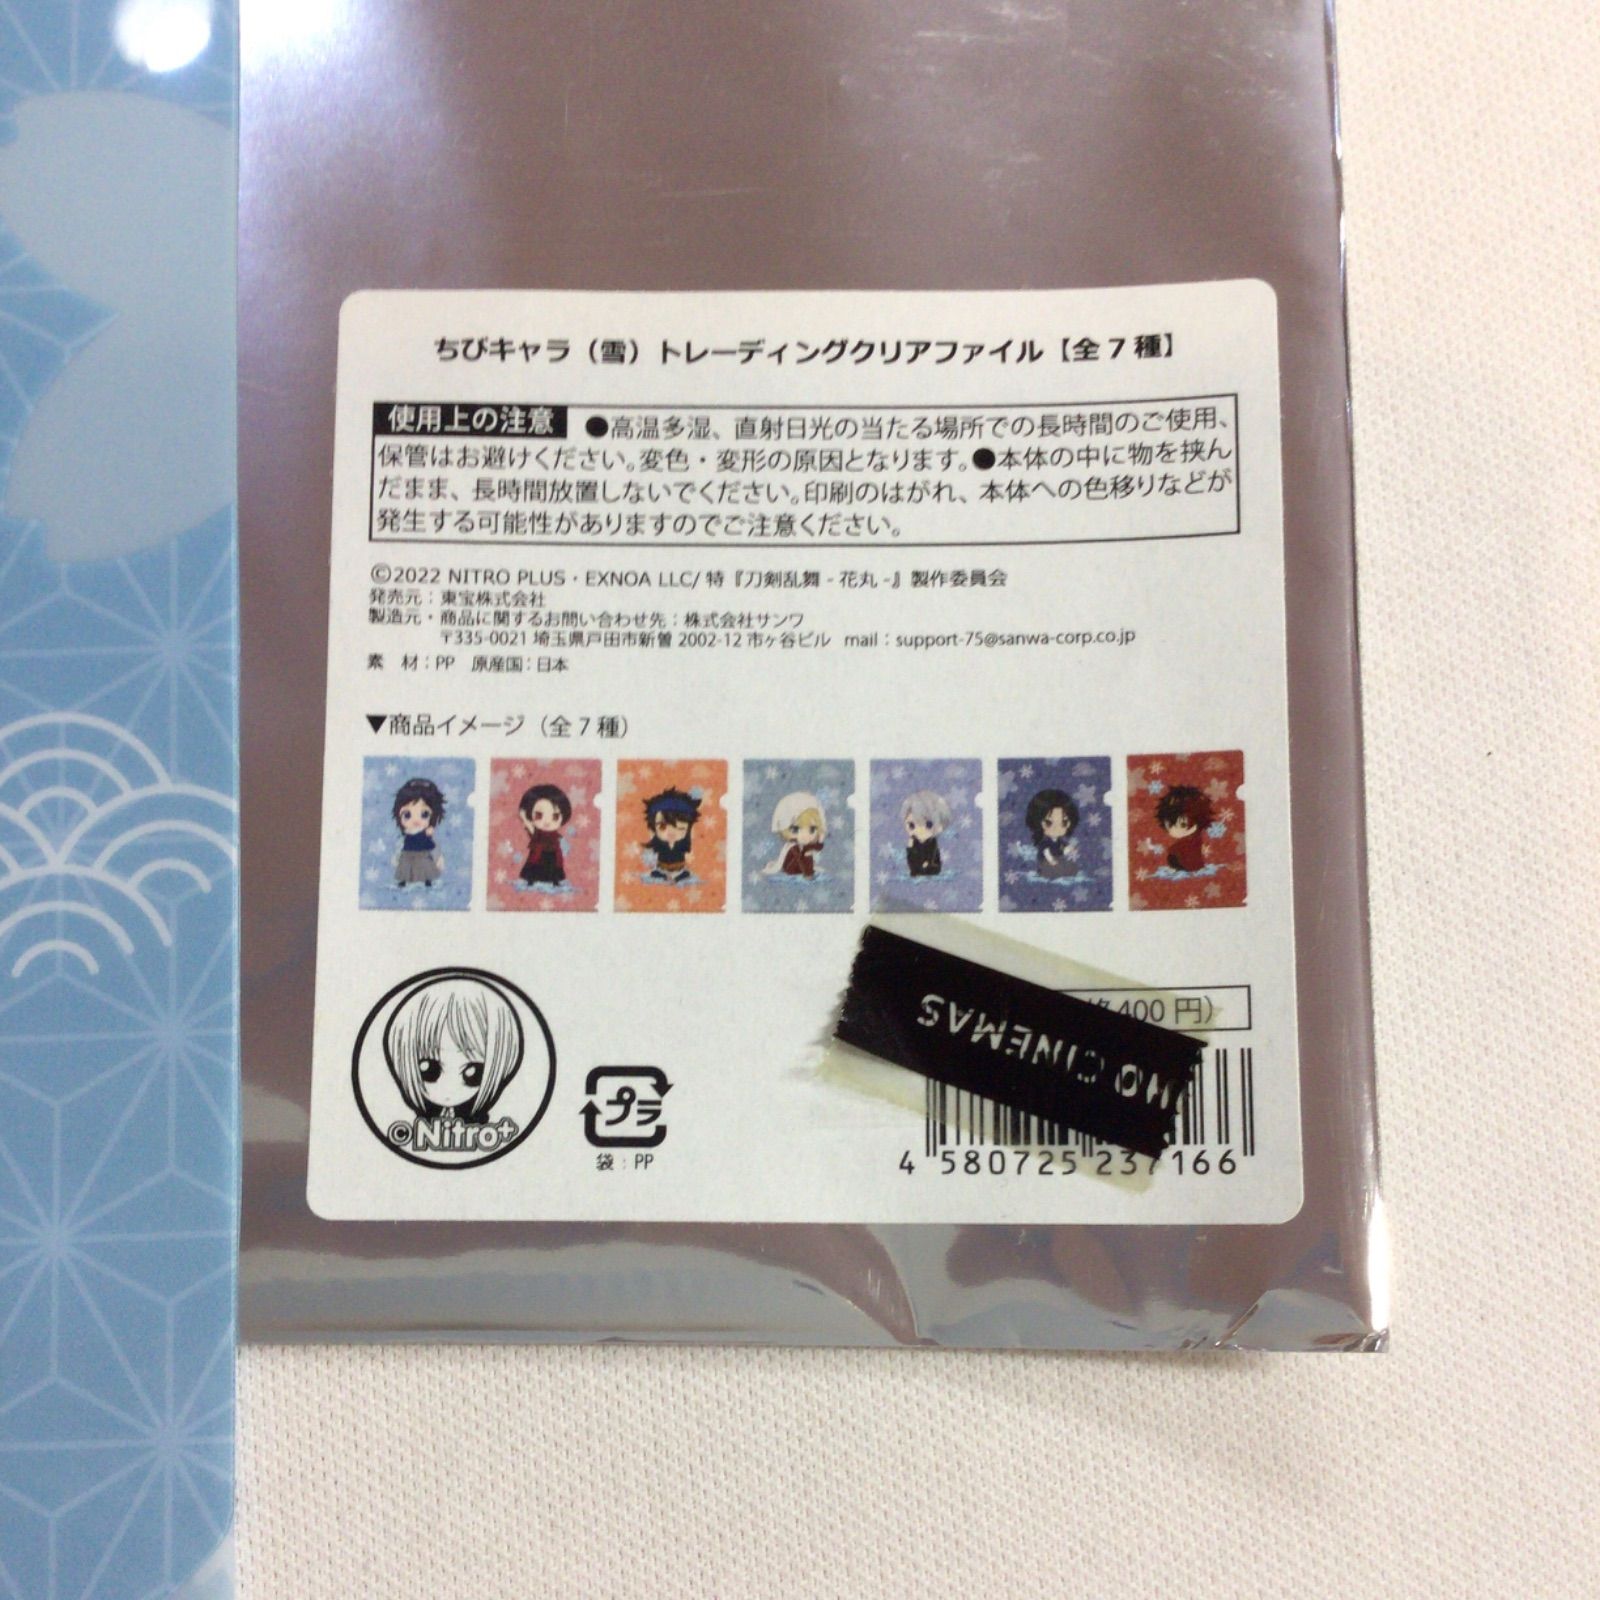 ちびキャラ（雪）トレーディングクリアファイル【全７種】
使用上の注意 ●高温多湿、直射日光の当たる場所での長時間のご使用、
保管はお避けください。変色・変形の原因となります。●本体の中に物を挟ん
だまま、長時間放置しないでください。印刷のはがれ、本体への色移りなどが
発生する可能性がありますのでご注意ください。
©2022 NITRO PLUS・EXNOA LLC/ 特『刀剣乱舞 - 花丸 -』製作委員会
発売元：東宝株式会社
製造元・商品に関するお問い合わせ先：株式会社サンワ
〒335-0021 埼玉県戸田市新曽 2002-12 市ヶ谷ビル mail：support-75@sanwa-corp.co.jp
素　材：PP　原産国：日本
▼商品イメージ（全７種）
400 円）
CINEMAS
©Nitro+
プラ
袋：PP
4 580725 237166